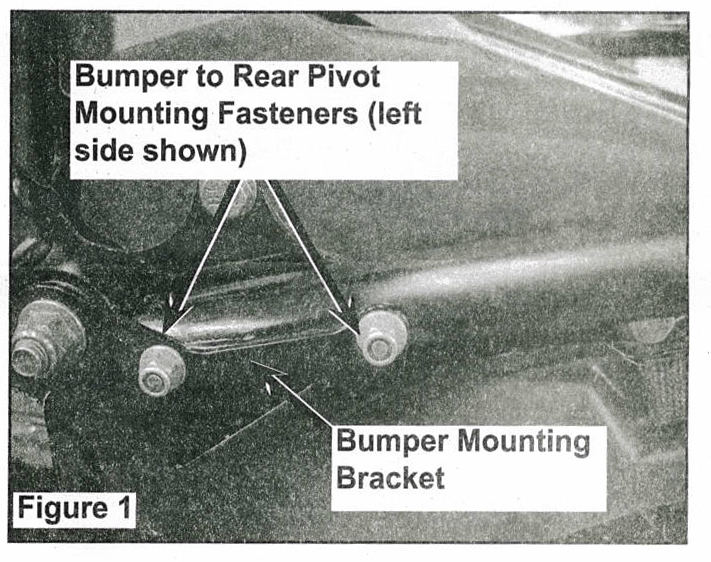 Bumper to Rear Pivot
Mounting Fasteners (left
side shown)
Bumper Mounting
Bracket
Figure 1